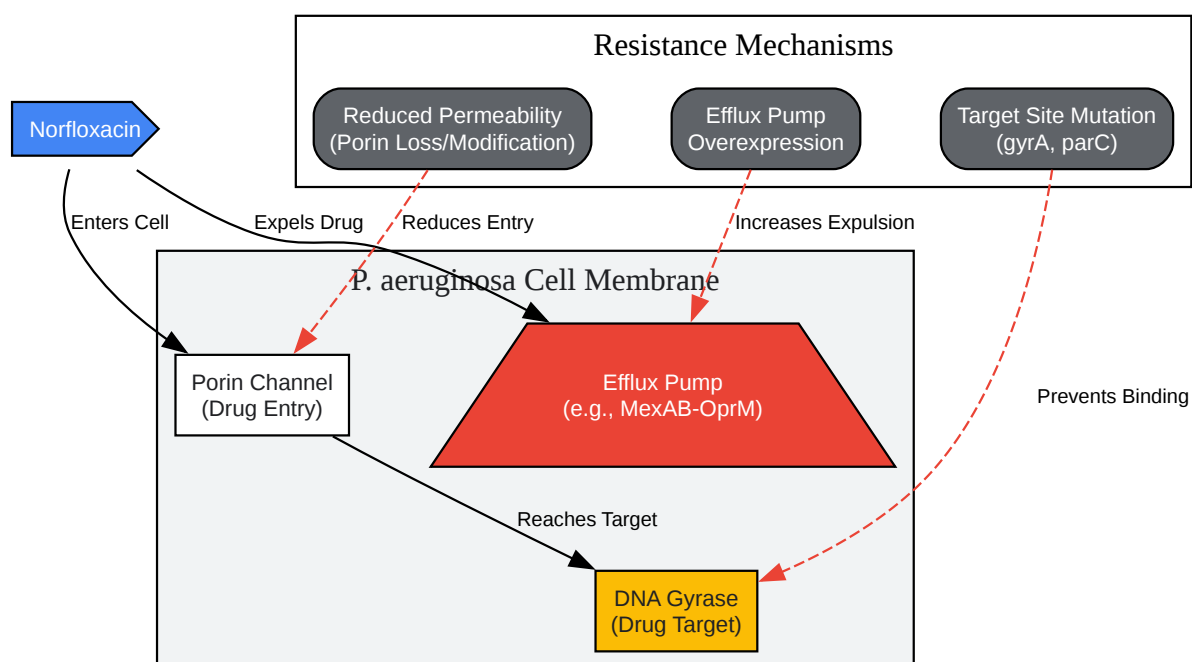 Resistance Mechanisms
Norfloxacin
Reduced Permeability
(Porin Loss/Modification)
Efflux Pump
Overexpression
Target Site Mutation
(gyrA, parC)
Enters Cell
Expels Drug
Reduces Entry
Increases Expulsion
P. aeruginosa Cell Membrane
Porin Channel
(Drug Entry)
Efflux Pump
(e.g., MexAB-OprM)
Prevents Binding
Reaches Target
DNA Gyrase
(Drug Target)